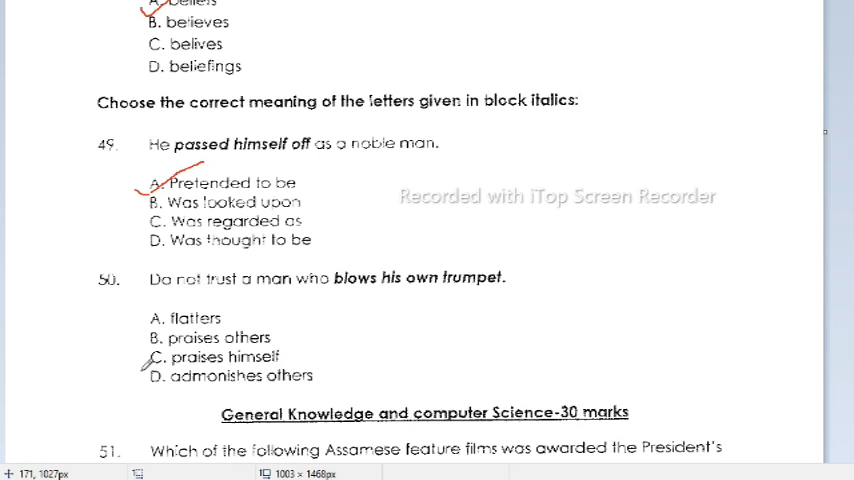 A. beliefs
B. believes
C. belives
D. beliefings
Choose the correct meaning of the letters given in block italics:
49. He passed himself off as a noble man.
A. Pretended to be
Recorded with iTop Screen Recorder
B. Was looked upon
C. Was regarded as
D. Was thought to be
50. Do not trust a man who blows his own trumpet.
A. flatters
B. praises others
C. praises himself
D. admonishes others
General Knowledge and computer Science-30 marks
51. Which of the following Assamese feature films was awarded the President's
171, 1027px
1003 × 1468px